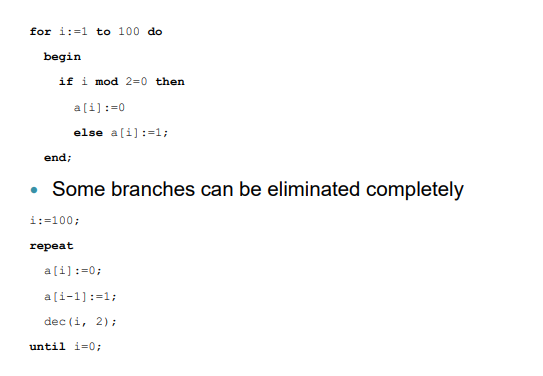 for i:=1 to 100 do
begin
if i mod 2=0 then
a[i]:=0
else a[i]:=1;
end;
• Some branches can be eliminated completely
i:=100;
repeat
a[i]:=0;
a[i-1]:=1;
dec(i, 2);
until i=0;